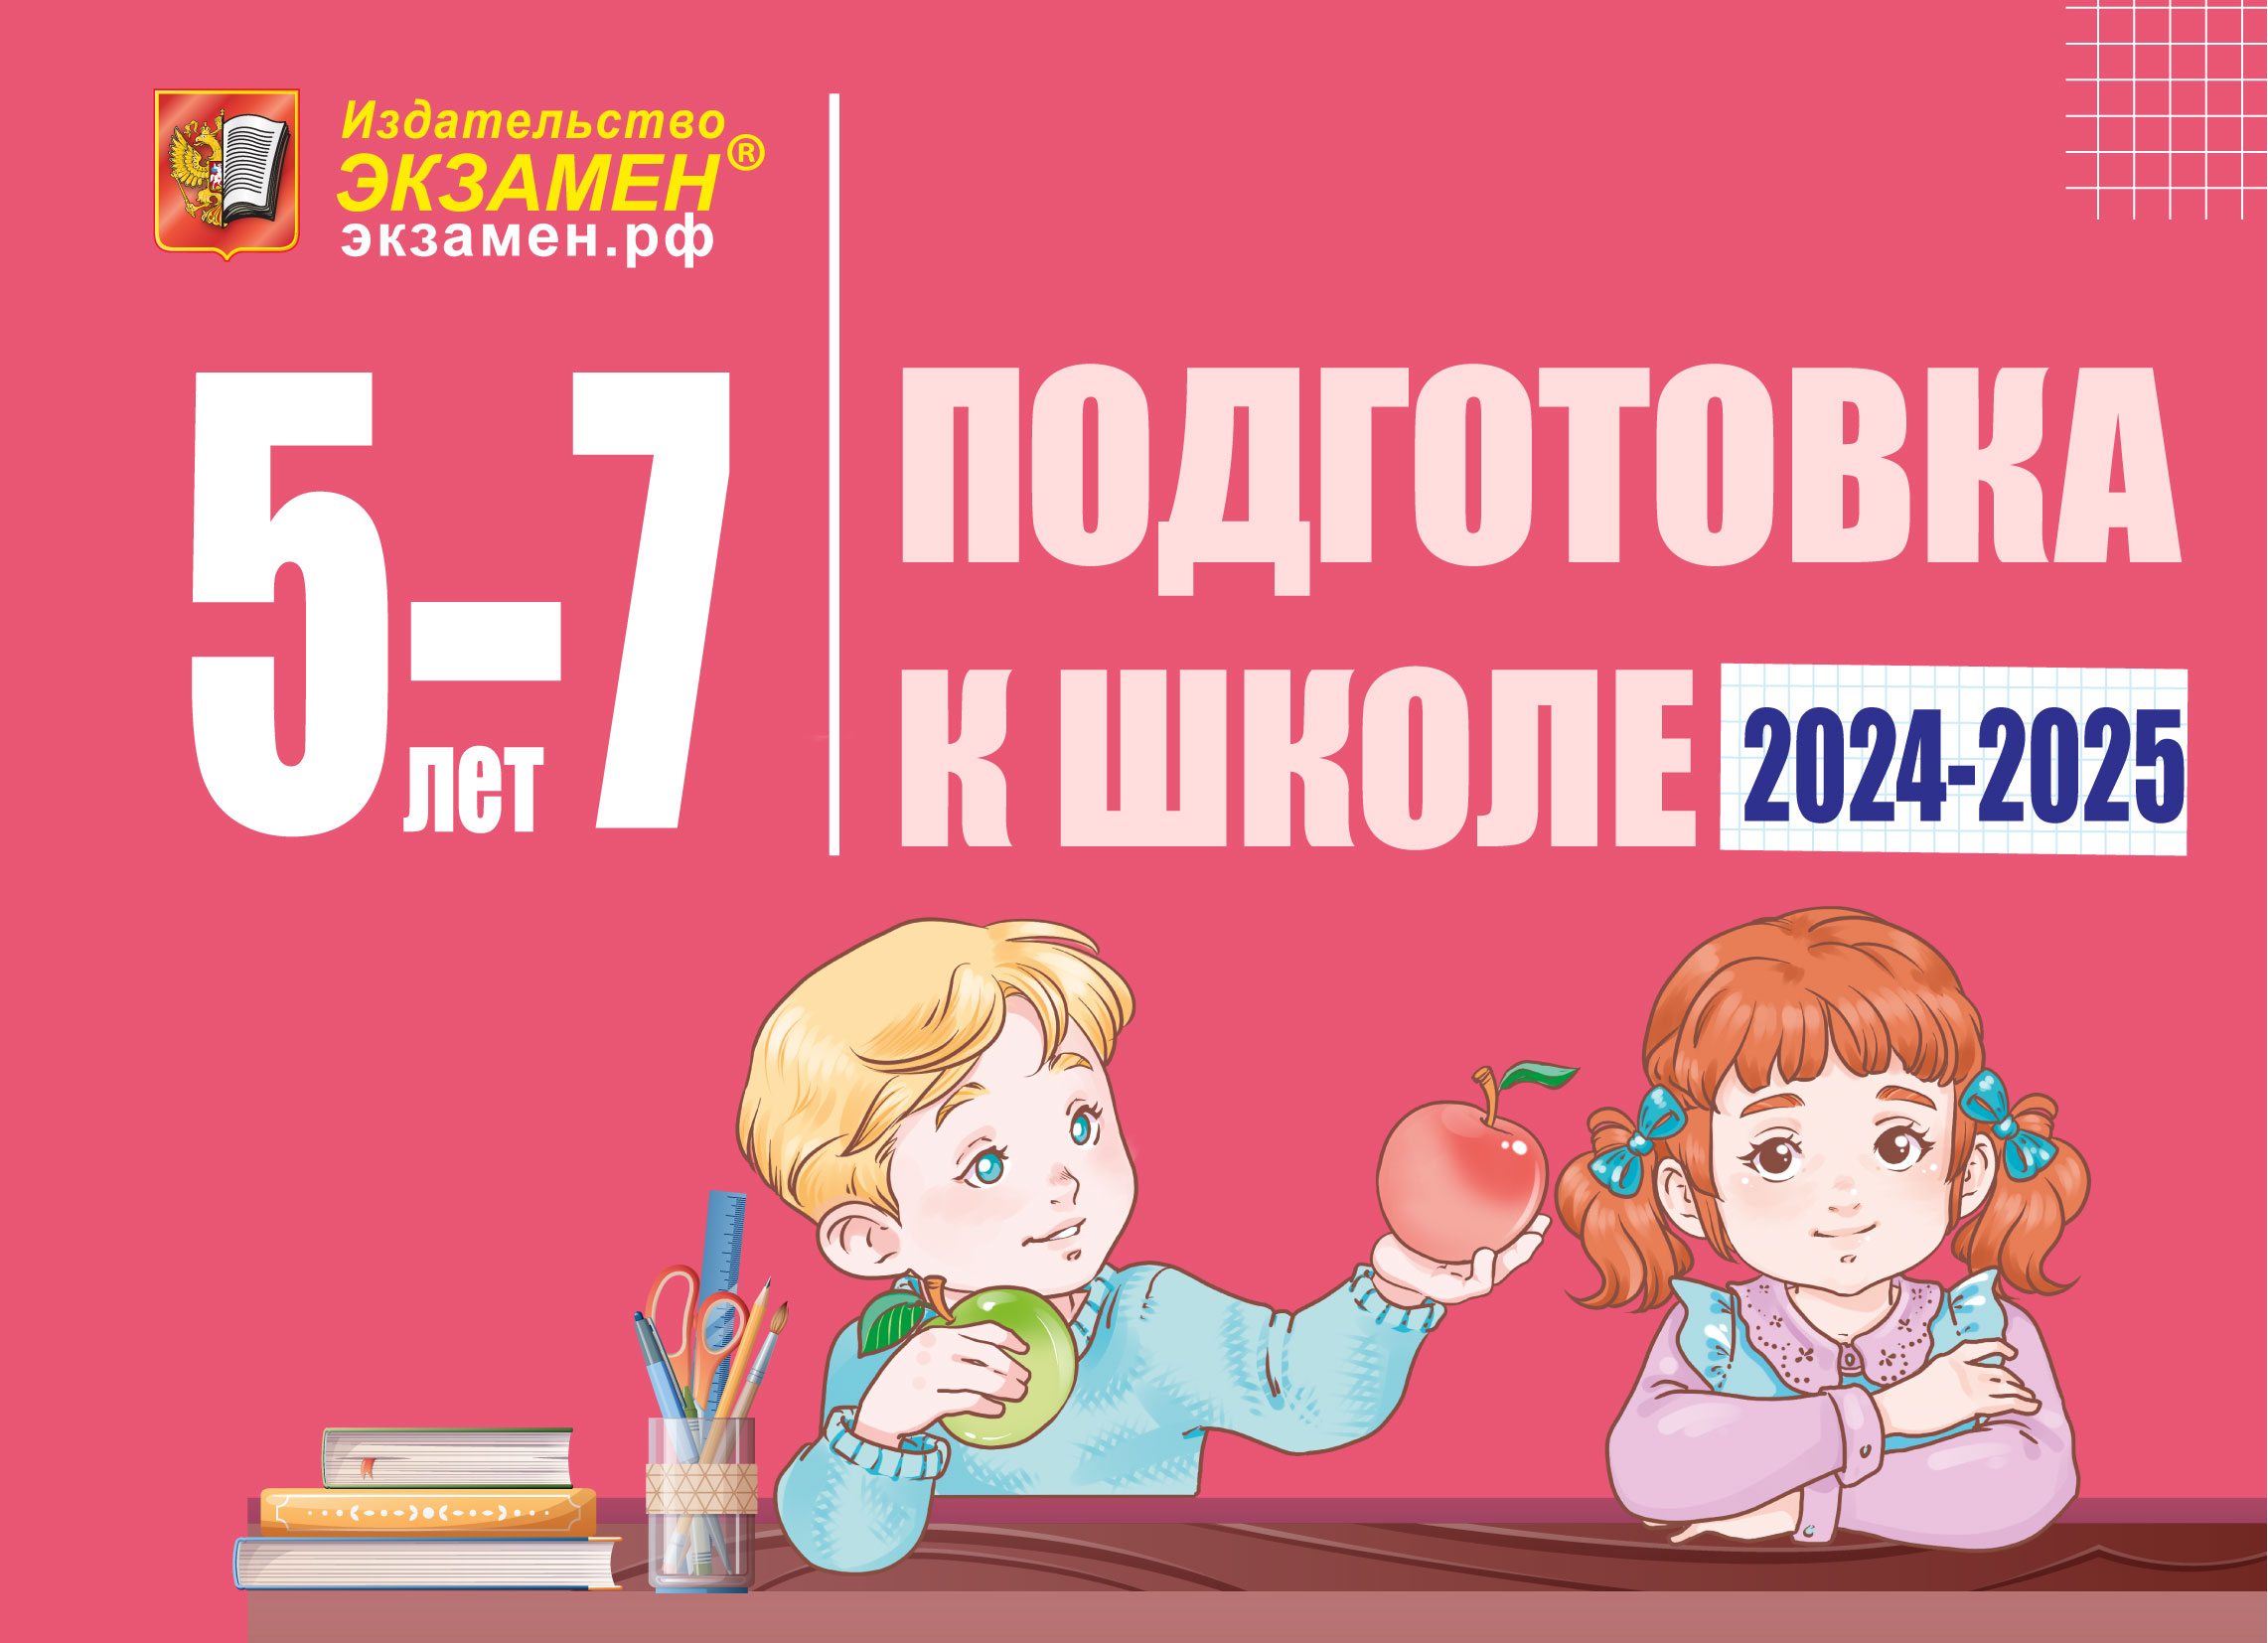 Издательство
ЭКЗАМЕН®
экзамен.рф
5–7
лет
ПОДГОТОВКА
К ШКОЛЕ 2024-2025